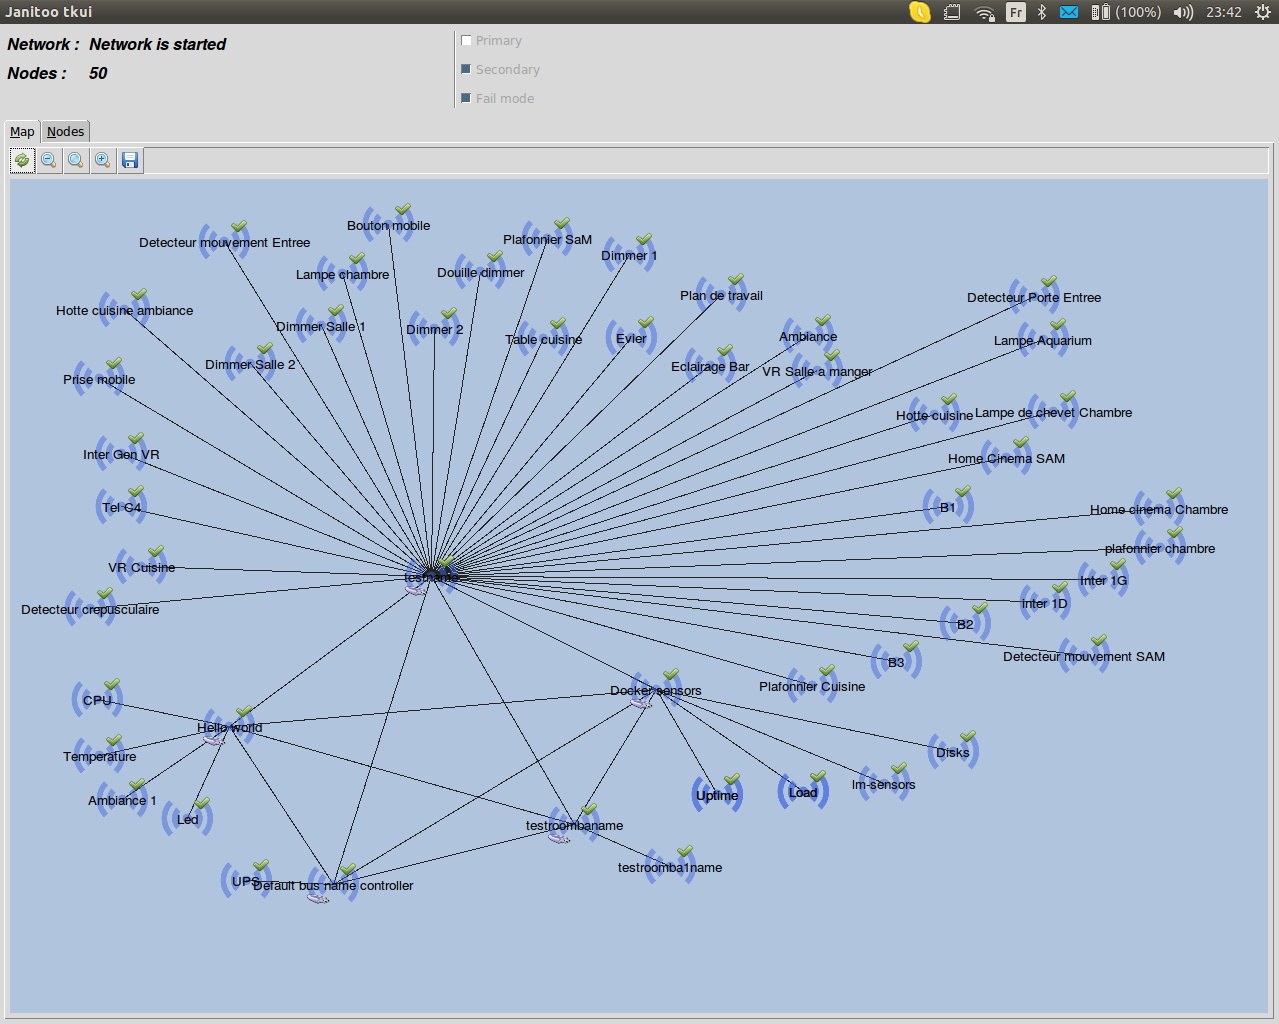 Janitoo tkui
Fr
(100%)
23:42
Network : Network is started
Nodes : 50
Primary
Secondary
Fail mode
Map
Nodes
Bouton mobile
Detecteur mouvement Entree
Plafonnier SaM
Dimmer 1
Lampe chambre
Douille dimmer
Plan de travail
Detecteur Porte Entree
Hotte cuisine ambiance
Dimmer Salle 1
Dimmer 2
Table cuisine
Evier
Ambiance
Lampe Aquarium
Dimmer Salle 2
Eclairage Bar
VR Salle a manger
Prise mobile
Hotte cuisine
Lampe de chevet Chambre
Inter Gen VR
Home Cinema SAM
Tel C4
B1
Home cinema Chambre
plafonnier chambre
VR Cuisine
testname
Inter 1G
Detecteur crepusculaire
inter 1D
B2
Detecteur mouvement SAM
B3
Plafonnier Cuisine
Docker sensors
CPU
Hello world
Temperature
Disks
lm-sensors
Ambiance 1
Uptime
Load
Led
testroombaname
testroomba1name
UPS
Default bus name controller